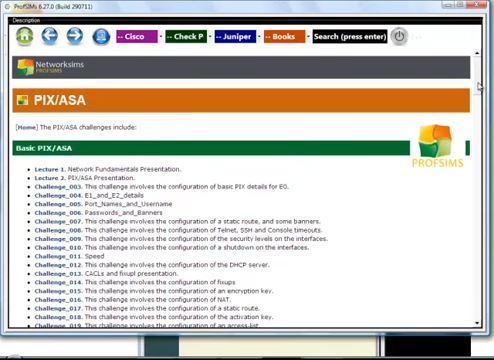 ProfSIMs 6.27.0 (Build 290711)
Description
-- Cisco
-- Check P
-- Juniper
-- Books
Search (press enter)
Networksims
PROFSIMS
PIX/ASA
[Home] The PIX/ASA challenges include:
PROFSIMS
Basic PIX/ASA
Lecture 1. Network Fundamentals Presentation.
Lecture 2. PIX/ASA Presentation.
Challenge_003. This challenge involves the configuration of basic PIX details for E0.
Challenge_004. E1_and_E2_details
Challenge_005. Port_Names_and_Username
Challenge_006. Passwords_and_Banners
Challenge_007. This challenge involves the configuration of a static route, and some banners.
Challenge_008. This challenge involves the configuration of Telnet, SSH and Console timeouts.
Challenge_009. This challenge involves the configuration of the security levels on the interfaces.
Challenge_010. This challenge involves the configuration of a shutdown on the interfaces.
Challenge_011. Speed
Challenge_012. This challenge involves the configuration of the DHCP server.
Challenge_013. CACLs and fixupl presentation.
Challenge_014. This challenge involves the configuration of fixups
Challenge_015. This challenge involves the configuration of an encryption key.
Challenge_016. This challenge involves the configuration of NAT.
Challenge_017. This challenge involves the configuration of a static route.
Challenge_018. This challenge involves the configuration of the activation key.
Challenge_019. This challenge involves the configuration of an access-list.